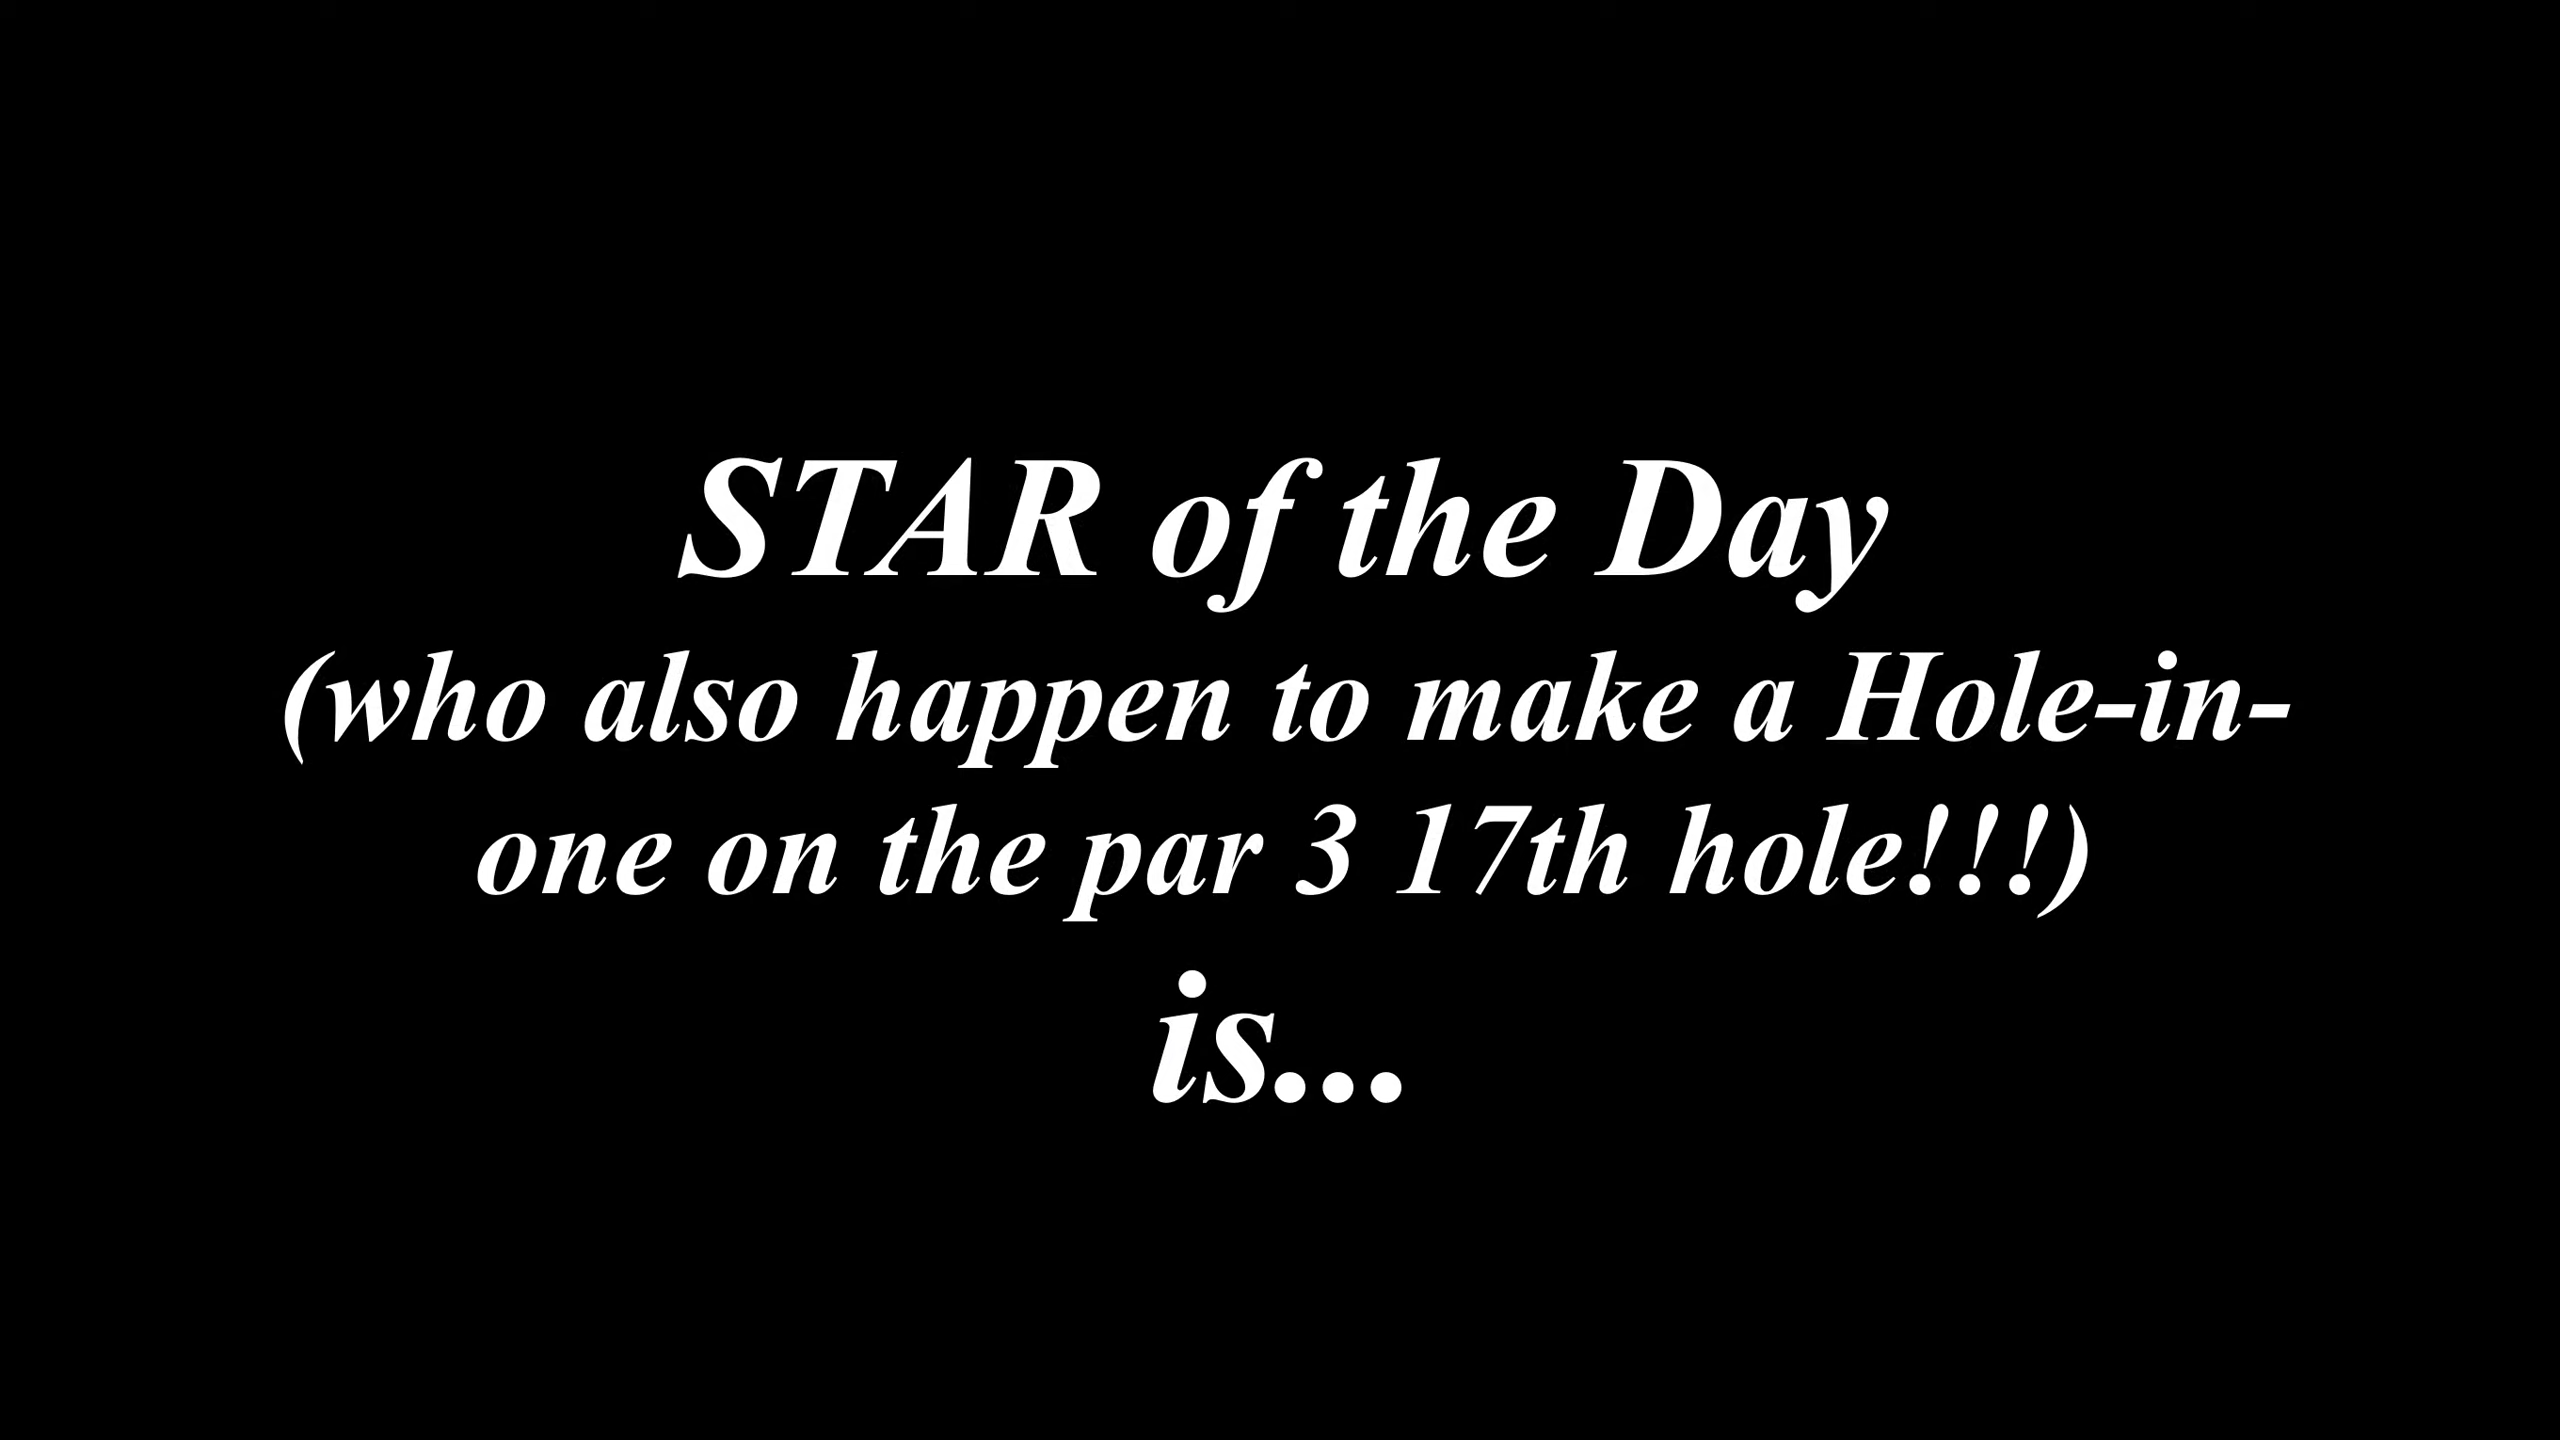 STAR of the Day
(who also happen to make a Hole-in-
one on the par 3 17th hole!!!)
is...